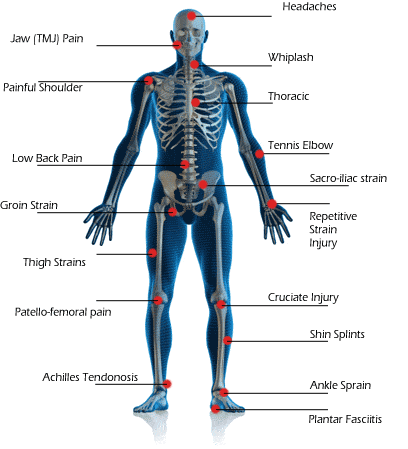 Headaches
Jaw (TMJ) Pain
Whiplash
Painful Shoulder
Thoracic
Tennis Elbow
Low Back Pain
Sacro-iliac strain
Groin Strain
Repetitive
Strain
Injury
Thigh Strains
Cruciate Injury
Patello-femoral pain
Shin Splints
Achilles Tendonosis
Ankle Sprain
Plantar Fasciitis